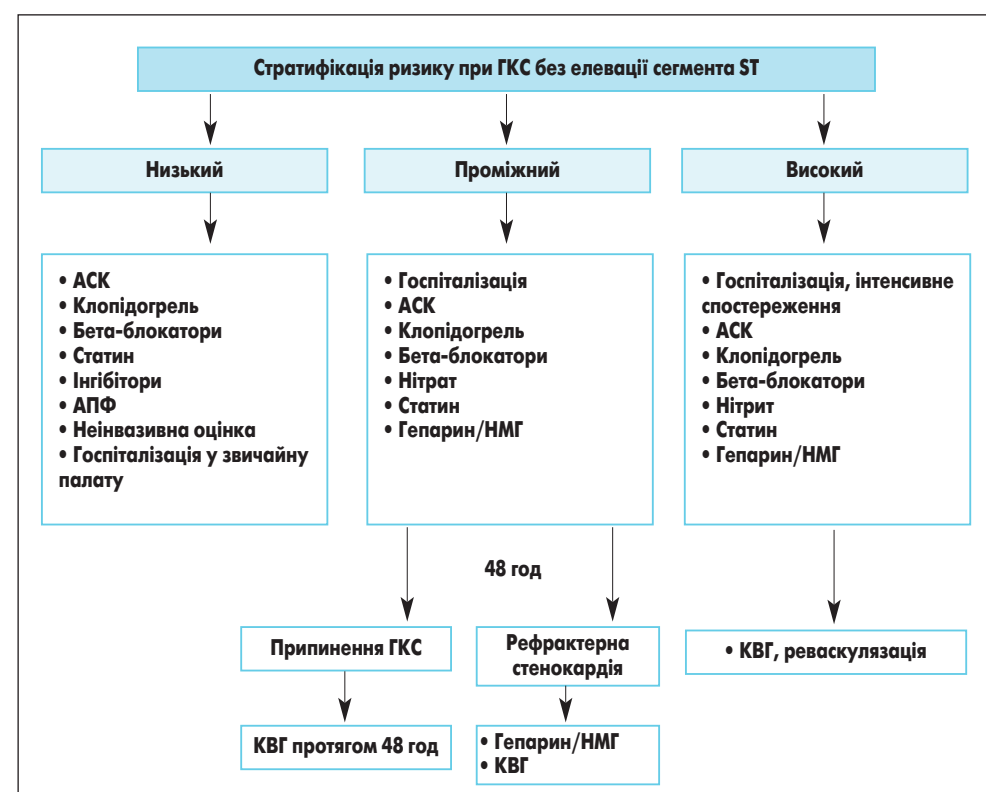 Стратифікація ризику при ГКС без елевації сегмента ST
Низький
Проміжний
Високий
• АСК
• Клопідогрель
• Бета-блокатори
• Статин
• Інгібітори
• АПФ
• Неінвазивна оцінка
• Госпіталізація у звичайну
палату
• Госпіталізація
• АСК
• Клопідогрель
• Бета-блокатори
• Нітрат
• Статин
• Гепарин/НМГ
• Госпіталізація, інтенсивне
спостереження
• АСК
• Клопідогрель
• Бета-блокатори
• Нітрит
• Статин
• Гепарин/НМГ
48 год
Припинення ГКС
Рефрактерна
стенокардія
• КВГ, реваскулязація
КВГ протягом 48 год
• Гепарин/НМГ
• КВГ